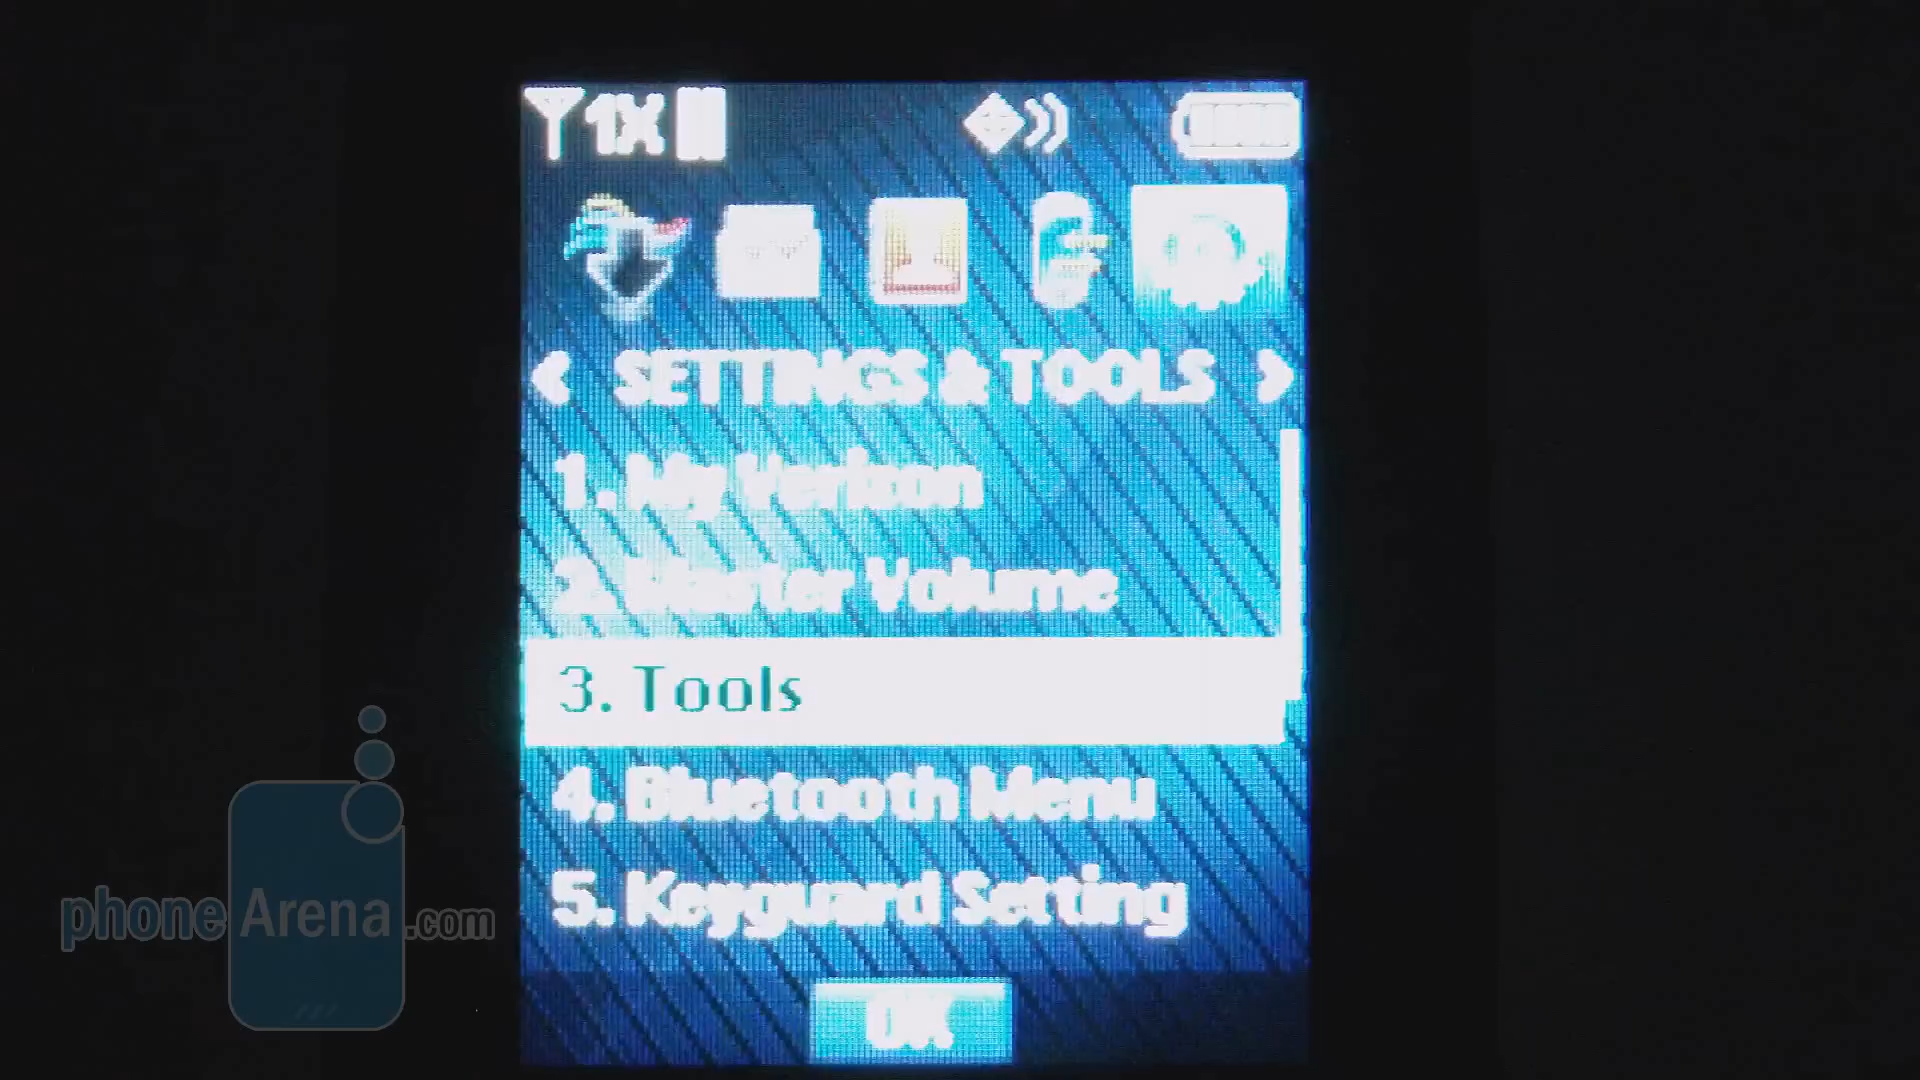 1X
SETTINGS & TOOLS
1. My Verizon
2. Master Volume
3. Tools
4. Bluetooth Menu
5. Keyguard Setting
OK
phoneArena.com